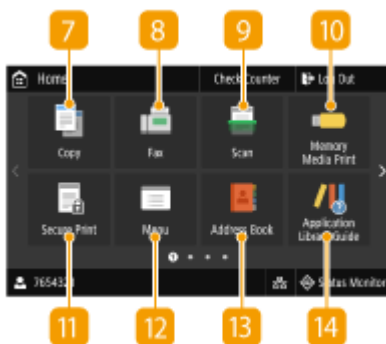 7 8 9 10
Home Check Counter Log Out
Copy Fax Scan Memory Media Print
Secure Print Menu Address Book Application Library Guide
7654321 Status Monitor
11 12 13 14